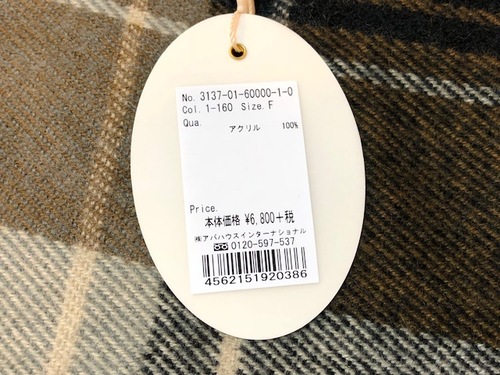 No. 3137-01-60000-1-0
Col. 1-160 Size. F
Qua.
アクリル 100%
Price.
本体価格 ¥6,800+税
㈱アバハウスインターナショナル
0120-597-537
4562151920386